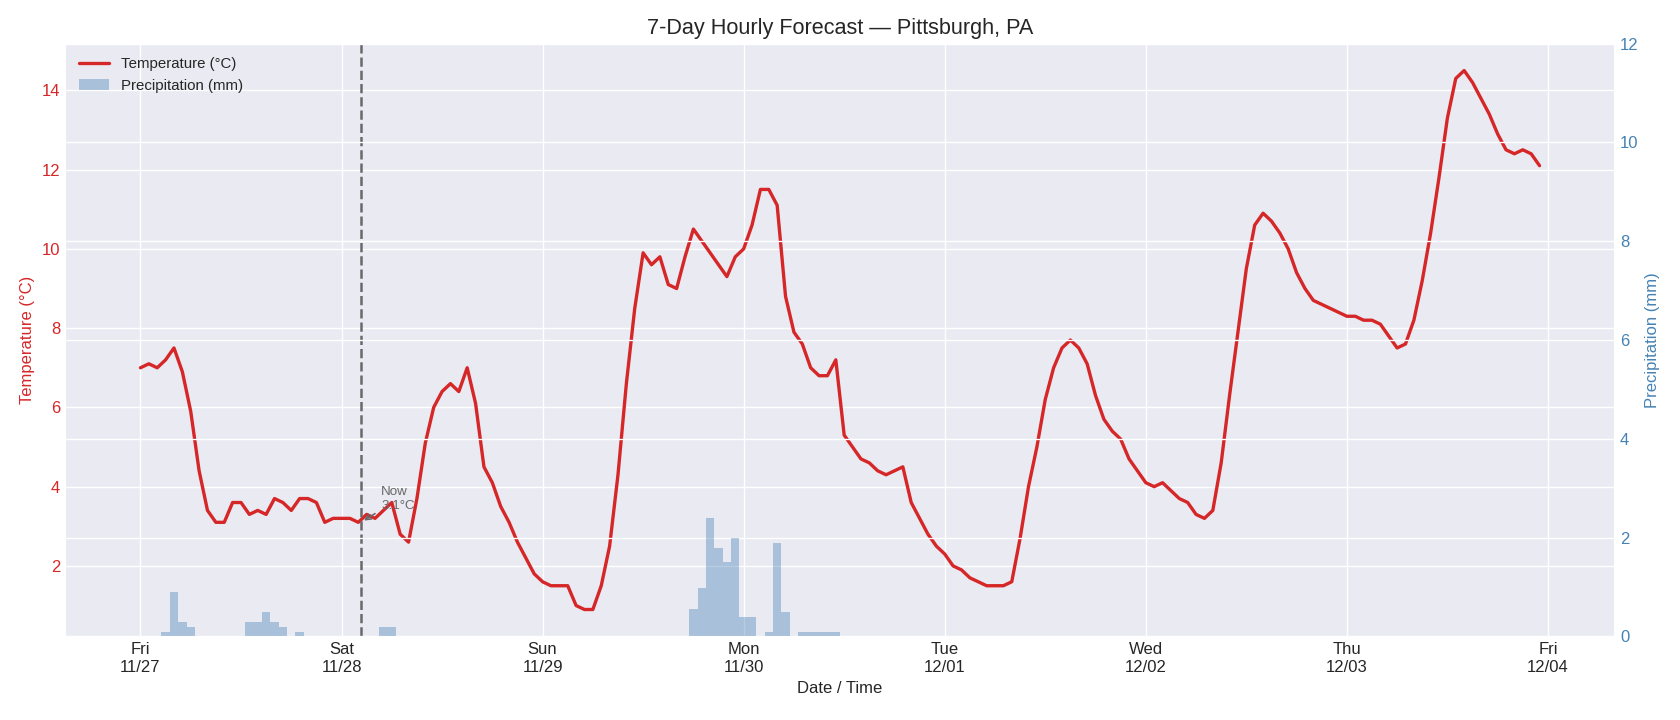 7-Day Hourly Forecast — Pittsburgh, PA
Temperature (°C)
Precipitation (mm)
14
12
10
8
6
4
2
Temperature (°C)
12
10
8
6
4
2
0
Precipitation (mm)
Now
3.1°C
Fri
11/27
Sat
11/28
Sun
11/29
Mon
11/30
Tue
12/01
Wed
12/02
Thu
12/03
Fri
12/04
Date / Time